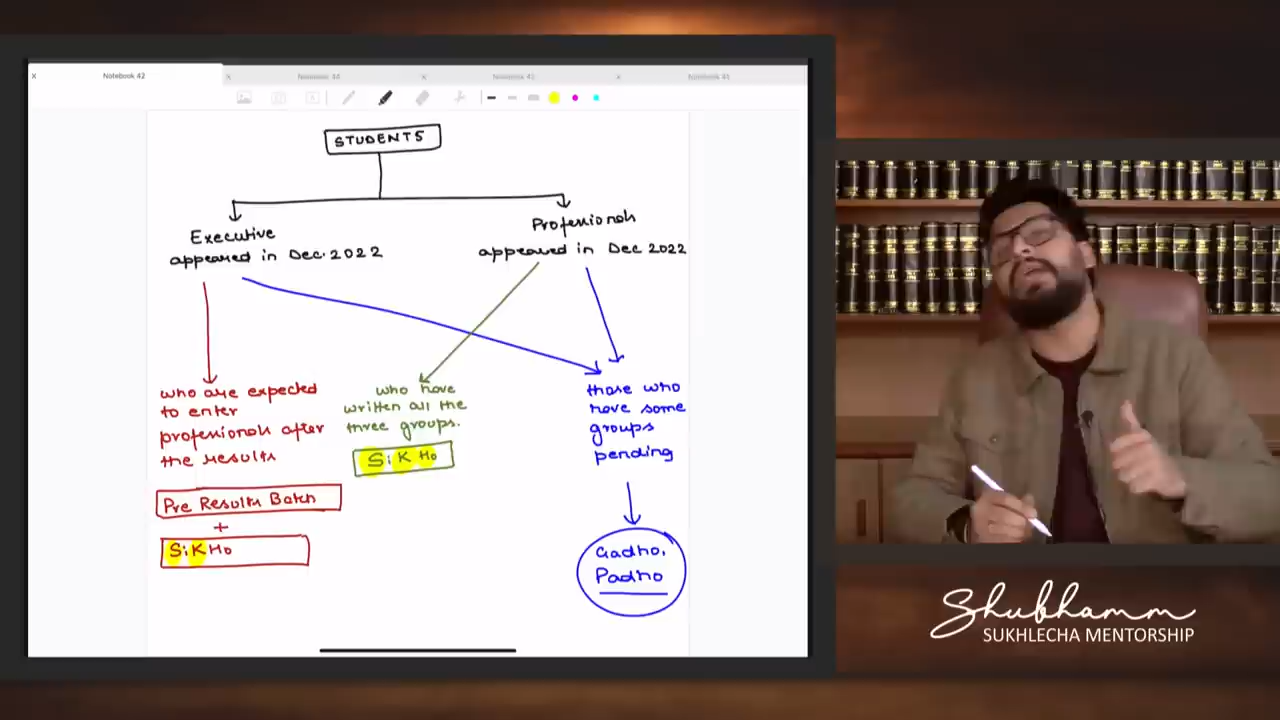 Notebook 42
STUDENTS
Executive
appeared in Dec.2022
Professionals
appeared in Dec 2022
who are expected
to enter
professionals after
the results
Pre Results Batch
+
SiKHo
who have
written all the
three groups.
SiKHo
those who
have some
groups
pending
Gadho,
Padho
Shubhamm
SUKHLECHA MENTORSHIP